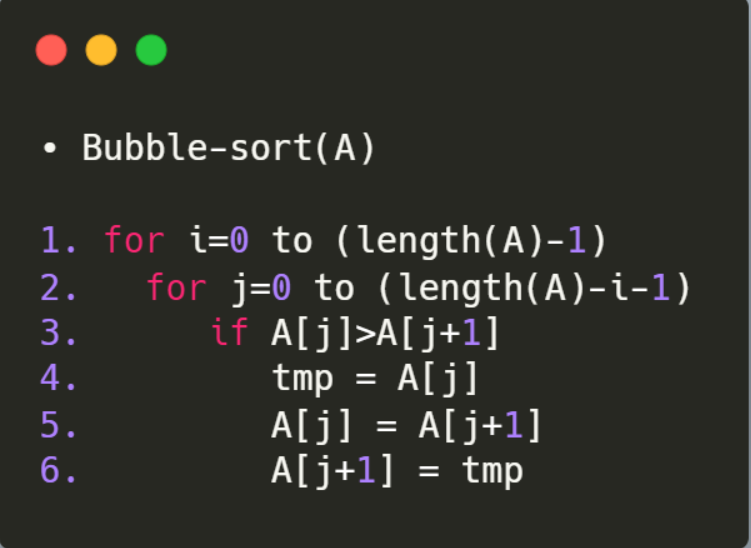 • Bubble-sort(A)
1. for i=0 to (length(A)-1)
2. for j=0 to (length(A)-i-1)
3. if A[j]>A[j+1]
4. tmp = A[j]
5. A[j] = A[j+1]
6. A[j+1] = tmp